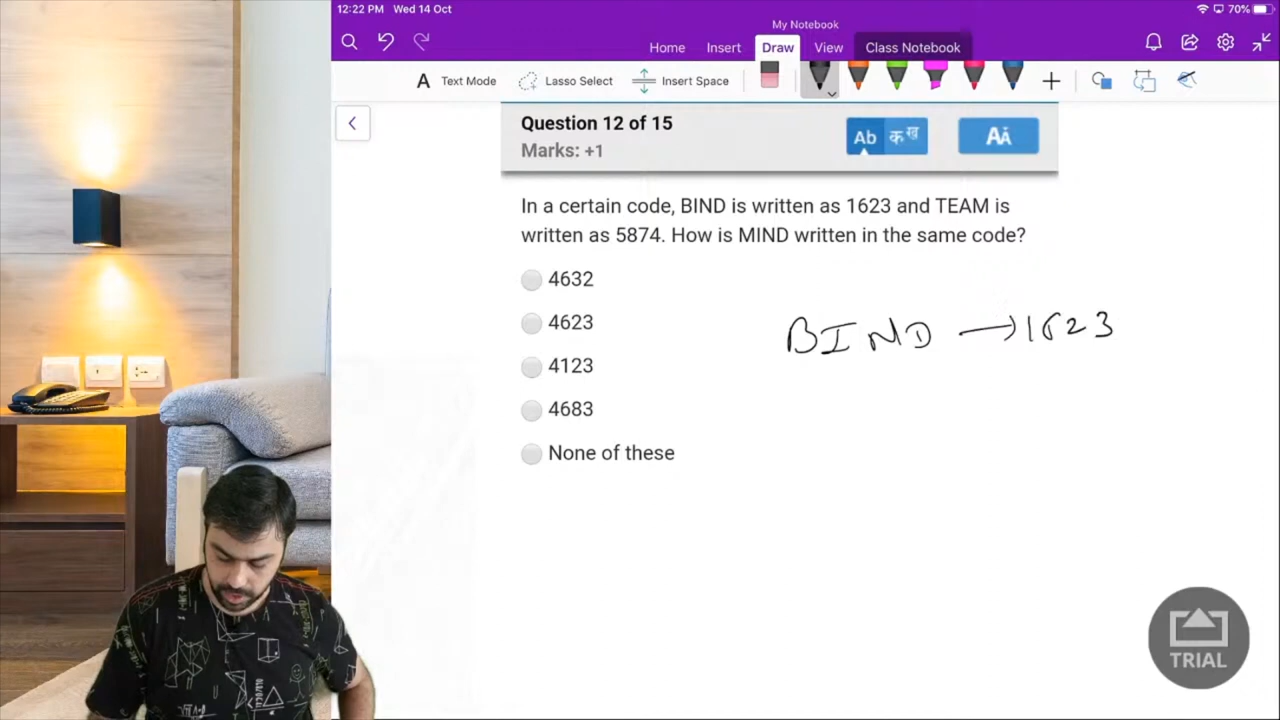 12:22 PM Wed 14 Oct
70%
My Notebook
Home Insert Draw View Class Notebook
A Text Mode Lasso Select Insert Space
Question 12 of 15
Marks: +1
Ab क ख
AA
In a certain code, BIND is written as 1623 and TEAM is
written as 5874. How is MIND written in the same code?
4632
4623
4123
4683
None of these
BIND → 1623
TRIAL